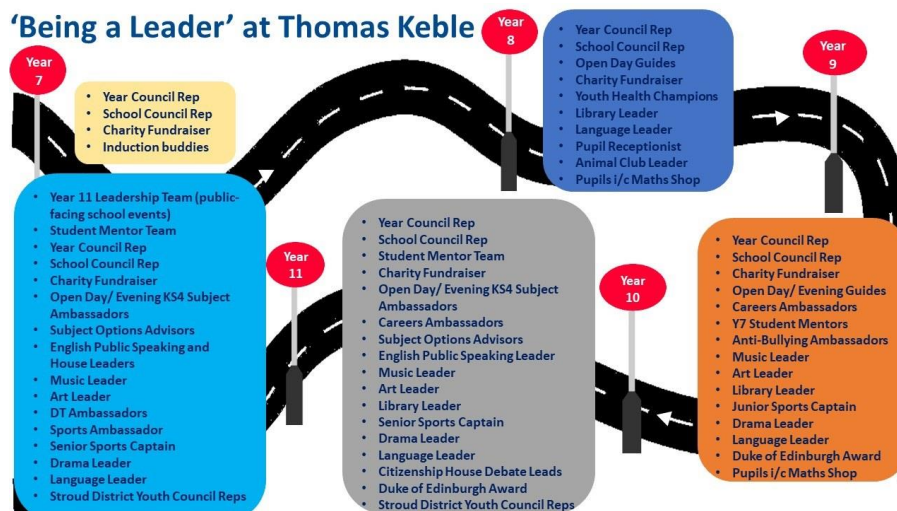 'Being a Leader' at Thomas Keble
Year
7
• Year Council Rep
• School Council Rep
• Charity Fundraiser
• Induction buddies
Year
8
• Year Council Rep
• School Council Rep
• Open Day Guides
• Charity Fundraiser
• Youth Health Champions
• Library Leader
• Language Leader
• Pupil Receptionist
• Animal Club Leader
• Pupils i/c Maths Shop
Year
9
• Year Council Rep
• School Council Rep
• Charity Fundraiser
• Open Day/ Evening Guides
• Careers Ambassadors
• Y7 Student Mentors
• Anti-Bullying Ambassadors
• Music Leader
• Art Leader
• Library Leader
• Junior Sports Captain
• Drama Leader
• Language Leader
• Duke of Edinburgh Award
• Pupils i/c Maths Shop
Year
10
• Year Council Rep
• School Council Rep
• Student Mentor Team
• Charity Fundraiser
• Open Day/ Evening KS4 Subject
Ambassadors
• Careers Ambassadors
• Subject Options Advisors
• English Public Speaking Leader
• Music Leader
• Art Leader
• Library Leader
• Senior Sports Captain
• Drama Leader
• Language Leader
• Citizenship House Debate Leads
• Duke of Edinburgh Award
• Stroud District Youth Council Reps
Year
11
• Year 11 Leadership Team (public-
facing school events)
• Student Mentor Team
• Year Council Rep
• School Council Rep
• Charity Fundraiser
• Open Day/ Evening KS4 Subject
Ambassadors
• Subject Options Advisors
• English Public Speaking and
House Leaders
• Music Leader
• Art Leader
• DT Ambassadors
• Sports Ambassador
• Senior Sports Captain
• Drama Leader
• Language Leader
• Stroud District Youth Council Reps